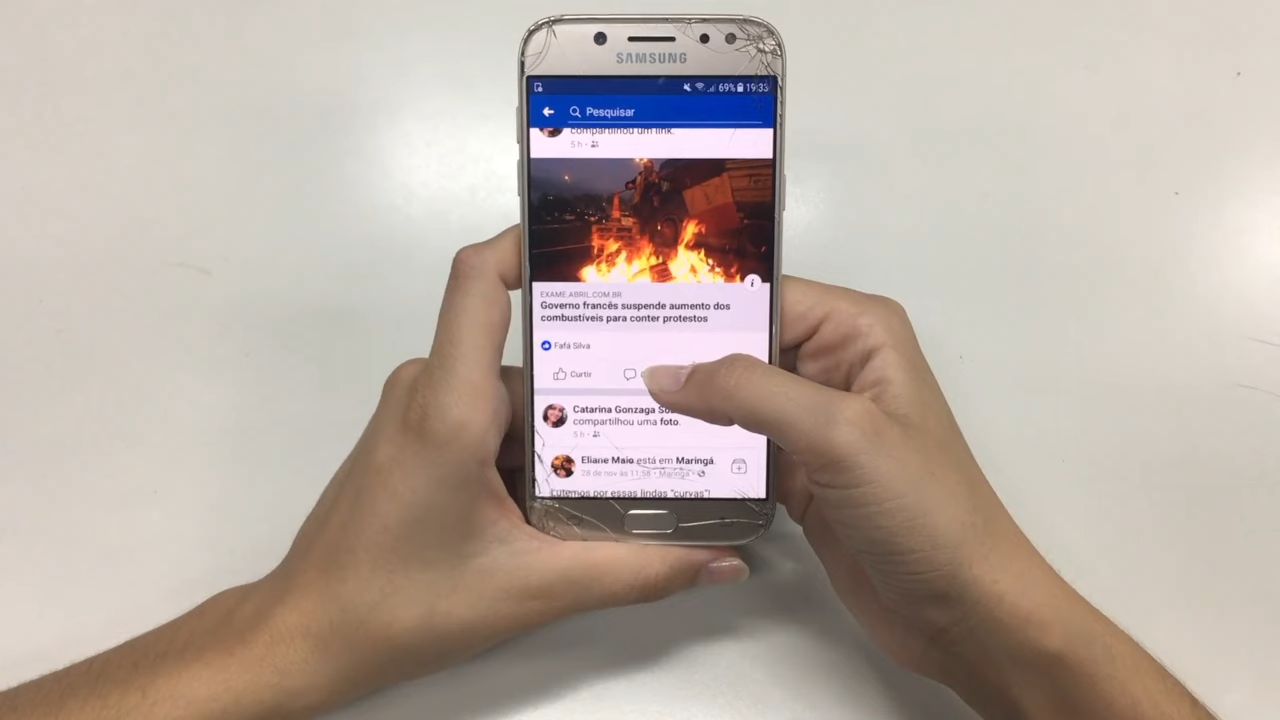 SAMSUNG
69% 19:33
Pesquisar
compartilhou um link.
5 h
EXAME.ABRIL.COM.BR
Governo francês suspende aumento dos
combustíveis para conter protestos
Fafá Silva
Curtir
Catarina Gonzaga
compartilhou uma foto.
5 h
Eliane Maio está em Maringá.
28 de nov às 11:58 • Maringá
Lutemos por essas lindas "curvas"!